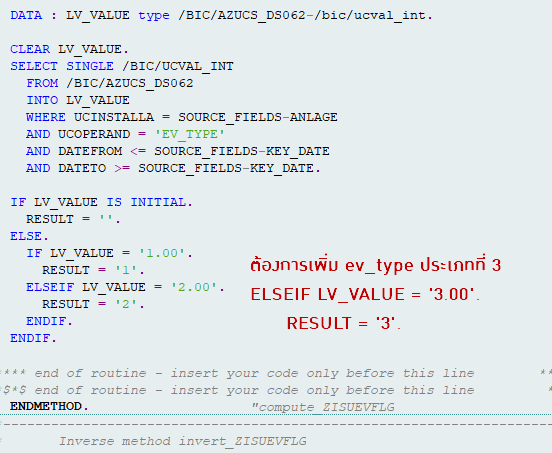 DATA : LV_VALUE type /BIC/AZUCS_DS062-/bic/ucval_int.
CLEAR LV_VALUE.
SELECT SINGLE /BIC/UCVAL_INT
FROM /BIC/AZUCS_DS062
INTO LV_VALUE
WHERE UCINSTALLA = SOURCE_FIELDS-ANLAGE
AND UCOPERAND = 'EV_TYPE'
AND DATEFROM <= SOURCE_FIELDS-KEY_DATE
AND DATETO >= SOURCE_FIELDS-KEY_DATE.
IF LV_VALUE IS INITIAL.
RESULT = ''.
ELSE.
IF LV_VALUE = '1.00'.
RESULT = '1'.
ELSEIF LV_VALUE = '2.00'.
RESULT = '2'.
ENDIF.
ENDIF.
ต้องการเพิ่ม ev_type ประเภทที่ 3
ELSEIF LV_VALUE = '3.00'.
RESULT = '3'.
**** end of routine - insert your code only before this line **
$*$ end of routine - insert your code only before this line *
ENDMETHOD. "compute_ZISUEVFLG
*---------------------------------------------------------------------
* Inverse method invert_ZISUEVFLG